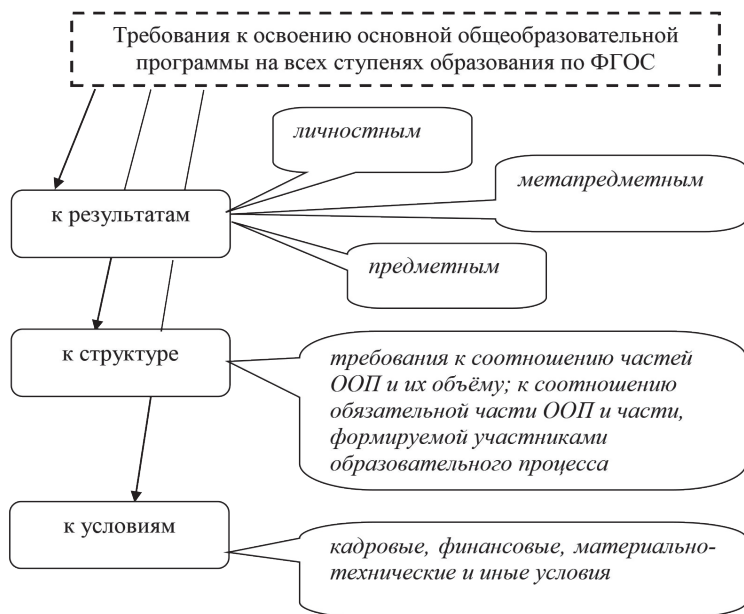 Требования к освоению основной общеобразовательной
программы на всех ступенях образования по ФГОС
личностным
метапредметным
к результатам
предметным
к структуре
требования к соотношению частей
ООП и их объёму; к соотношению
обязательной части ООП и части,
формируемой участниками
образовательного процесса
к условиям
кадровые, финансовые, материально-
технические и иные условия